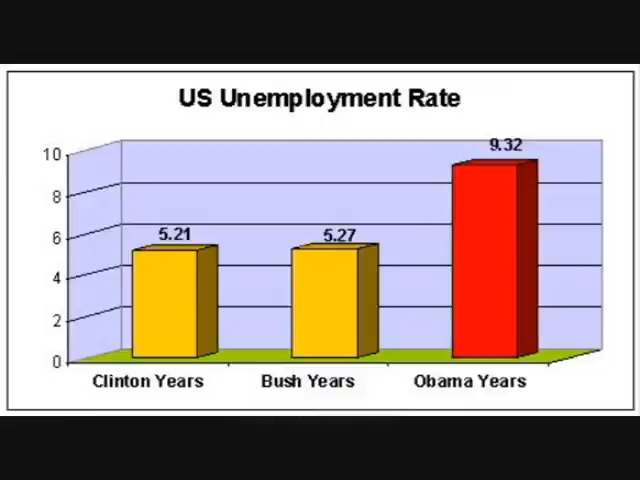 US Unemployment Rate
10
8
6
4
2
0
5.21
5.27
9.32
Clinton Years
Bush Years
Obama Years